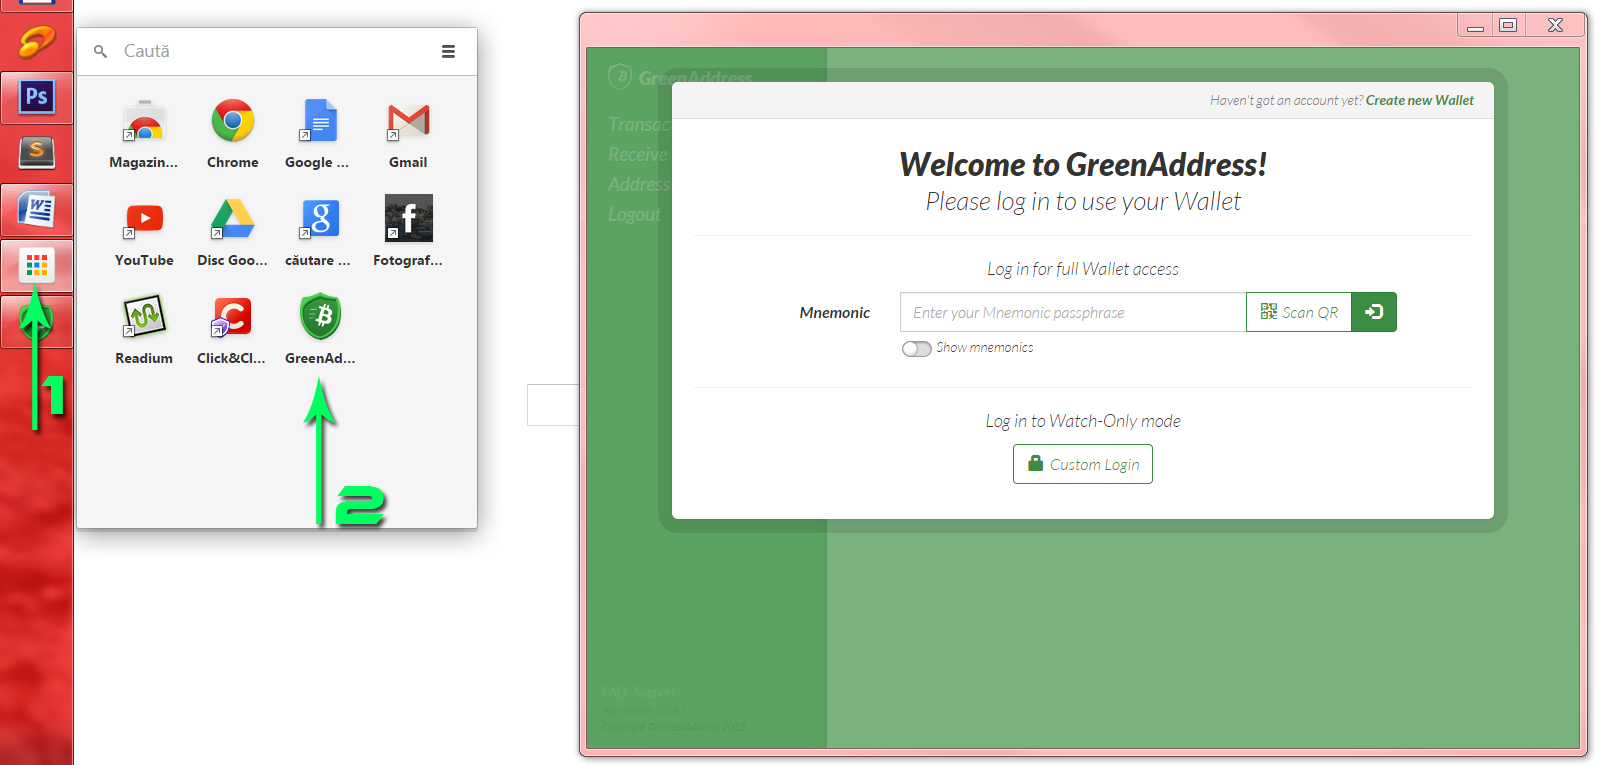 Caută
Magazin...
Chrome
Google ...
Gmail
YouTube
Disc Goo...
căutare ...
Fotograf...
Readium
Click&Cl...
GreenAd...
Ps
S
W
1
2
GreenAddress
Transac
Receive
Address
Logout
Haven't got an account yet? Create new Wallet
Welcome to GreenAddress!
Please log in to use your Wallet
Log in for full Wallet access
Mnemonic
Enter your Mnemonic passphrase
Scan QR
Show mnemonics
Log in to Watch-Only mode
Custom Login
FAQ Support
Copyright © GreenAddress 2015